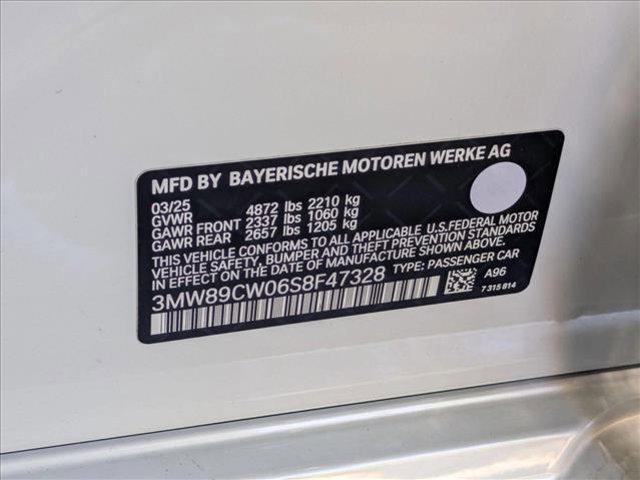 MFD BY BAYERISCHE MOTOREN WERKE AG
03/25
GVWR 4872 lbs 2210 kg
GAWR FRONT 2337 lbs 1060 kg
GAWR REAR 2657 lbs 1205 kg
THIS VEHICLE CONFORMS TO ALL APPLICABLE U.S. FEDERAL MOTOR
VEHICLE SAFETY, BUMPER, AND THEFT PREVENTION STANDARDS
IN EFFECT ON THE DATE OF MANUFACTURE SHOWN ABOVE.
3MW89CW06S8F47328 TYPE: PASSENGER CAR
A96
7 315 814